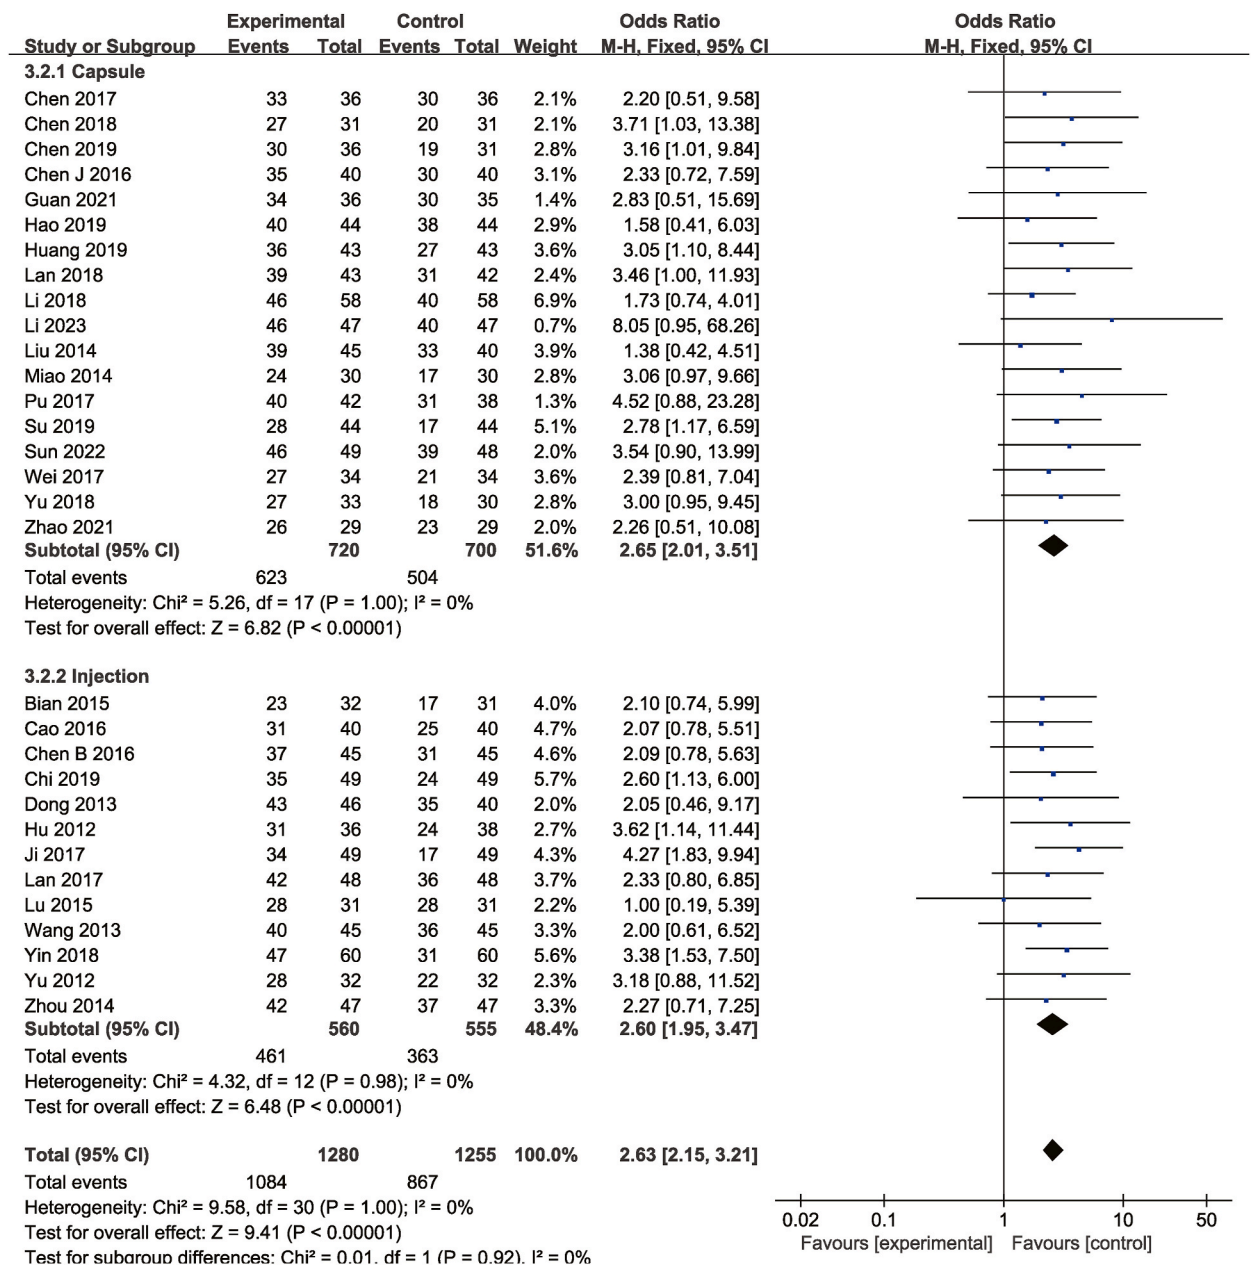 Experimental Control Odds Ratio Odds Ratio
Study or Subgroup Events Total Events Total Weight M-H, Fixed, 95% CI M-H, Fixed, 95% CI
3.2.1 Capsule
Chen 2017 33 36 30 36 2.1% 2.20 [0.51, 9.58]
Chen 2018 27 31 20 31 2.1% 3.71 [1.03, 13.38]
Chen 2019 30 36 19 31 2.8% 3.16 [1.01, 9.84]
Chen J 2016 35 40 30 40 3.1% 2.33 [0.72, 7.59]
Guan 2021 34 36 30 35 1.4% 2.83 [0.51, 15.69]
Hao 2019 40 44 38 44 2.9% 1.58 [0.41, 6.03]
Huang 2019 36 43 27 43 3.6% 3.05 [1.10, 8.44]
Lan 2018 39 43 31 42 2.4% 3.46 [1.00, 11.93]
Li 2018 46 58 40 58 6.9% 1.73 [0.74, 4.01]
Li 2023 46 47 40 47 0.7% 8.05 [0.95, 68.26]
Liu 2014 39 45 33 40 3.9% 1.38 [0.42, 4.51]
Miao 2014 24 30 17 30 2.8% 3.06 [0.97, 9.66]
Pu 2017 40 42 31 38 1.3% 4.52 [0.88, 23.28]
Su 2019 28 44 17 44 5.1% 2.78 [1.17, 6.59]
Sun 2022 46 49 39 48 2.0% 3.54 [0.90, 13.99]
Wei 2017 27 34 21 34 3.6% 2.39 [0.81, 7.04]
Yu 2018 27 33 18 30 2.8% 3.00 [0.95, 9.45]
Zhao 2021 26 29 23 29 2.0% 2.26 [0.51, 10.08]
Subtotal (95% CI) 720 700 51.6% 2.65 [2.01, 3.51]
Total events 623 504
Heterogeneity: Chi² = 5.26, df = 17 (P = 1.00); I² = 0%
Test for overall effect: Z = 6.82 (P < 0.00001)
3.2.2 Injection
Bian 2015 23 32 17 31 4.0% 2.10 [0.74, 5.99]
Cao 2016 31 40 25 40 4.7% 2.07 [0.78, 5.51]
Chen B 2016 37 45 31 45 4.6% 2.09 [0.78, 5.63]
Chi 2019 35 49 24 49 5.7% 2.60 [1.13, 6.00]
Dong 2013 43 46 35 40 2.0% 2.05 [0.46, 9.17]
Hu 2012 31 36 24 38 2.7% 3.62 [1.14, 11.44]
Ji 2017 34 49 17 49 4.3% 4.27 [1.83, 9.94]
Lan 2017 42 48 36 48 3.7% 2.33 [0.80, 6.85]
Lu 2015 28 31 28 31 2.2% 1.00 [0.19, 5.39]
Wang 2013 40 45 36 45 3.3% 2.00 [0.61, 6.52]
Yin 2018 47 60 31 60 5.6% 3.38 [1.53, 7.50]
Yu 2012 28 32 22 32 2.3% 3.18 [0.88, 11.52]
Zhou 2014 42 47 37 47 3.3% 2.27 [0.71, 7.25]
Subtotal (95% CI) 560 555 48.4% 2.60 [1.95, 3.47]
Total events 461 363
Heterogeneity: Chi² = 4.32, df = 12 (P = 0.98); I² = 0%
Test for overall effect: Z = 6.48 (P < 0.00001)
Total (95% CI) 1280 1255 100.0% 2.63 [2.15, 3.21]
Total events 1084 867
Heterogeneity: Chi² = 9.58, df = 30 (P = 1.00); I² = 0%
Test for overall effect: Z = 9.41 (P < 0.00001)
Test for subgroup differences: Chi² = 0.01, df = 1 (P = 0.92), I² = 0%
0.02 0.1 1 10 50
Favours [experimental] Favours [control]